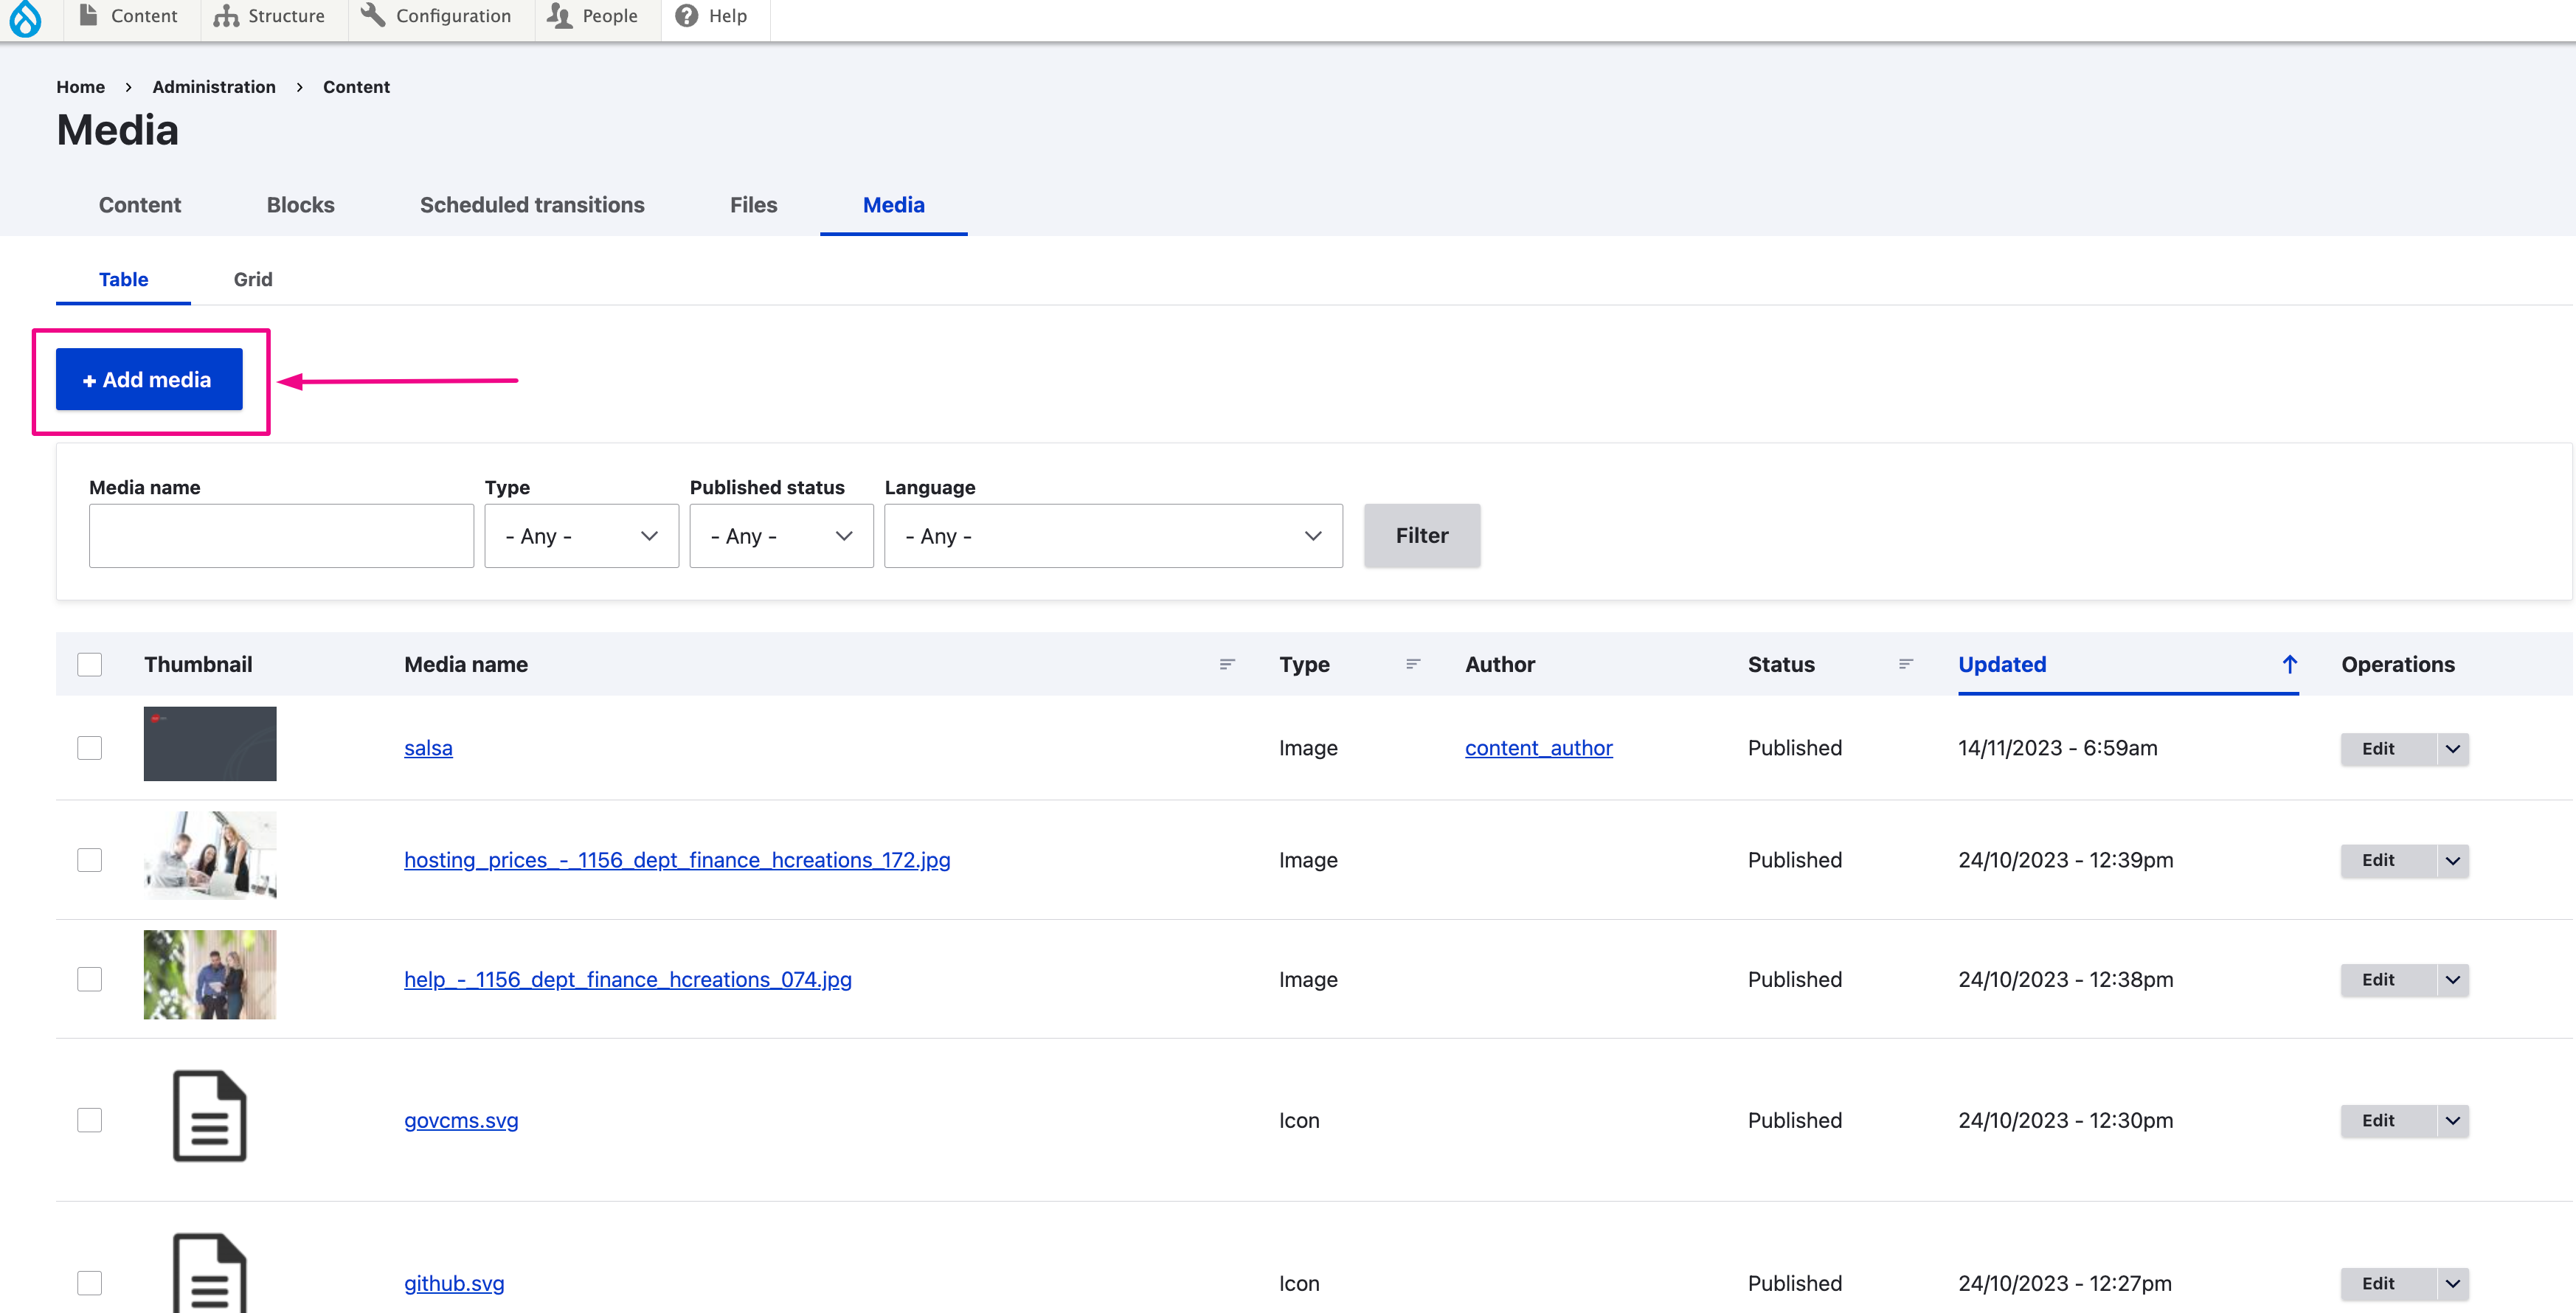 Content Structure Configuration People Help
Home › Administration › Content
Media
Content Blocks Scheduled transitions Files Media
Table Grid
+ Add media
Media name Type Published status Language
- Any - - Any - - Any - Filter
Thumbnail Media name Type Author Status Updated Operations
salsa Image content_author Published 14/11/2023 - 6:59am Edit
hosting_prices_-_1156_dept_finance_hcreations_172.jpg Image Published 24/10/2023 - 12:39pm Edit
help_-_1156_dept_finance_hcreations_074.jpg Image Published 24/10/2023 - 12:38pm Edit
govcms.svg Icon Published 24/10/2023 - 12:30pm Edit
github.svg Icon Published 24/10/2023 - 12:27pm Edit